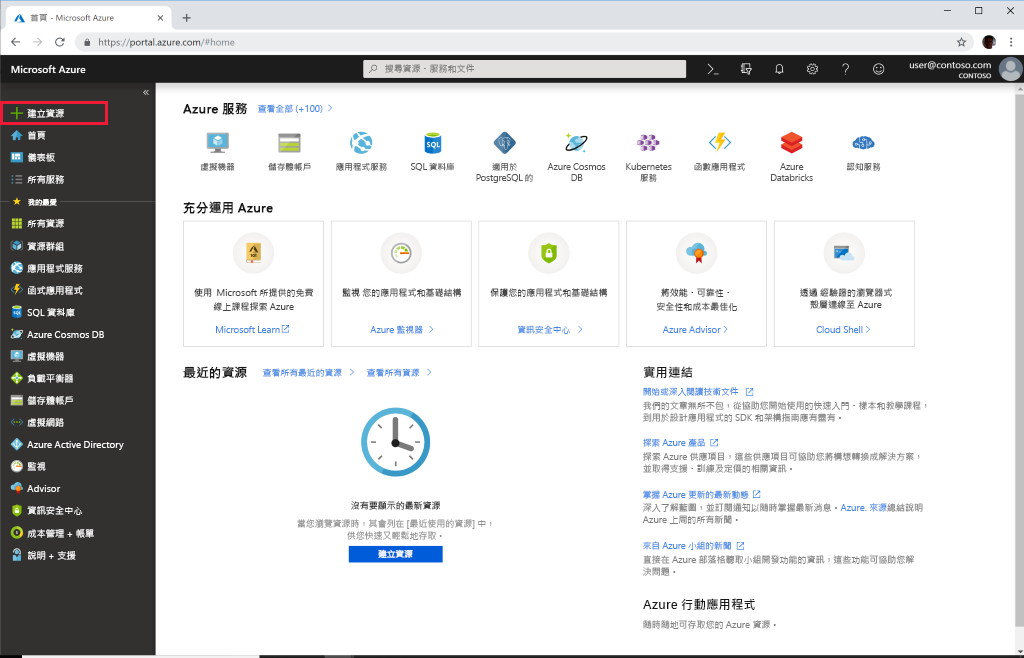 首頁 - Microsoft Azure
https://portal.azure.com/#home
Microsoft Azure
搜尋資源、服務和文件
user@contoso.com
CONTOSO
建立資源
首頁
儀表板
所有服務
我的最愛
所有資源
資源群組
應用程式服務
函式應用程式
SQL 資料庫
Azure Cosmos DB
虛擬機器
負載平衡器
儲存體帳戶
虛擬網路
Azure Active Directory
監視
Advisor
資訊安全中心
成本管理 + 帳單
說明 + 支援
Azure 服務
查看全部 (+100)
虛擬機器
儲存體帳戶
應用程式服務
SQL 資料庫
適用於
PostgreSQL 的
Azure Cosmos
DB
Kubernetes
服務
函數應用程式
Azure
Databricks
認知服務
充分運用 Azure
使用 Microsoft 所提供的免費
線上課程探索 Azure
Microsoft Learn
監視 您的應用程式和基礎結構
Azure 監視器
保護您的應用程式和基礎結構
資訊安全中心
將效能、可靠性、
安全性和成本最佳化
Azure Advisor
透過 經驗證的瀏覽器式
殼層連線至 Azure
Cloud Shell
最近的資源
查看所有最近的資源
查看所有資源
沒有要顯示的最新資源
當您瀏覽資源時，其會列在 [最近使用的資源] 中，
供您快速又輕鬆地存取。
建立資源
實用連結
開始或深入閱讀技術文件
我們的文章無所不包，從協助您開始使用的快速入門、樣本和教學課程，
到用於設計應用程式的 SDK 和架構指南應有盡有。
探索 Azure 產品
探索 Azure 供應項目，這些供應項目可協助您將構想轉換成解決方案，
並取得支援、訓練及定價的相關資訊。
掌握 Azure 更新的最新動態
深入了解藍圖，並訂閱通知以隨時掌握最新消息。Azure. 來源總結說明
Azure 上周的所有新聞。
來自 Azure 小組的新聞
直接在 Azure 部落格聽取小組開發功能的資訊，這些功能可協助您解
決問題。
Azure 行動應用程式
隨時隨地可存取您的 Azure 資源。